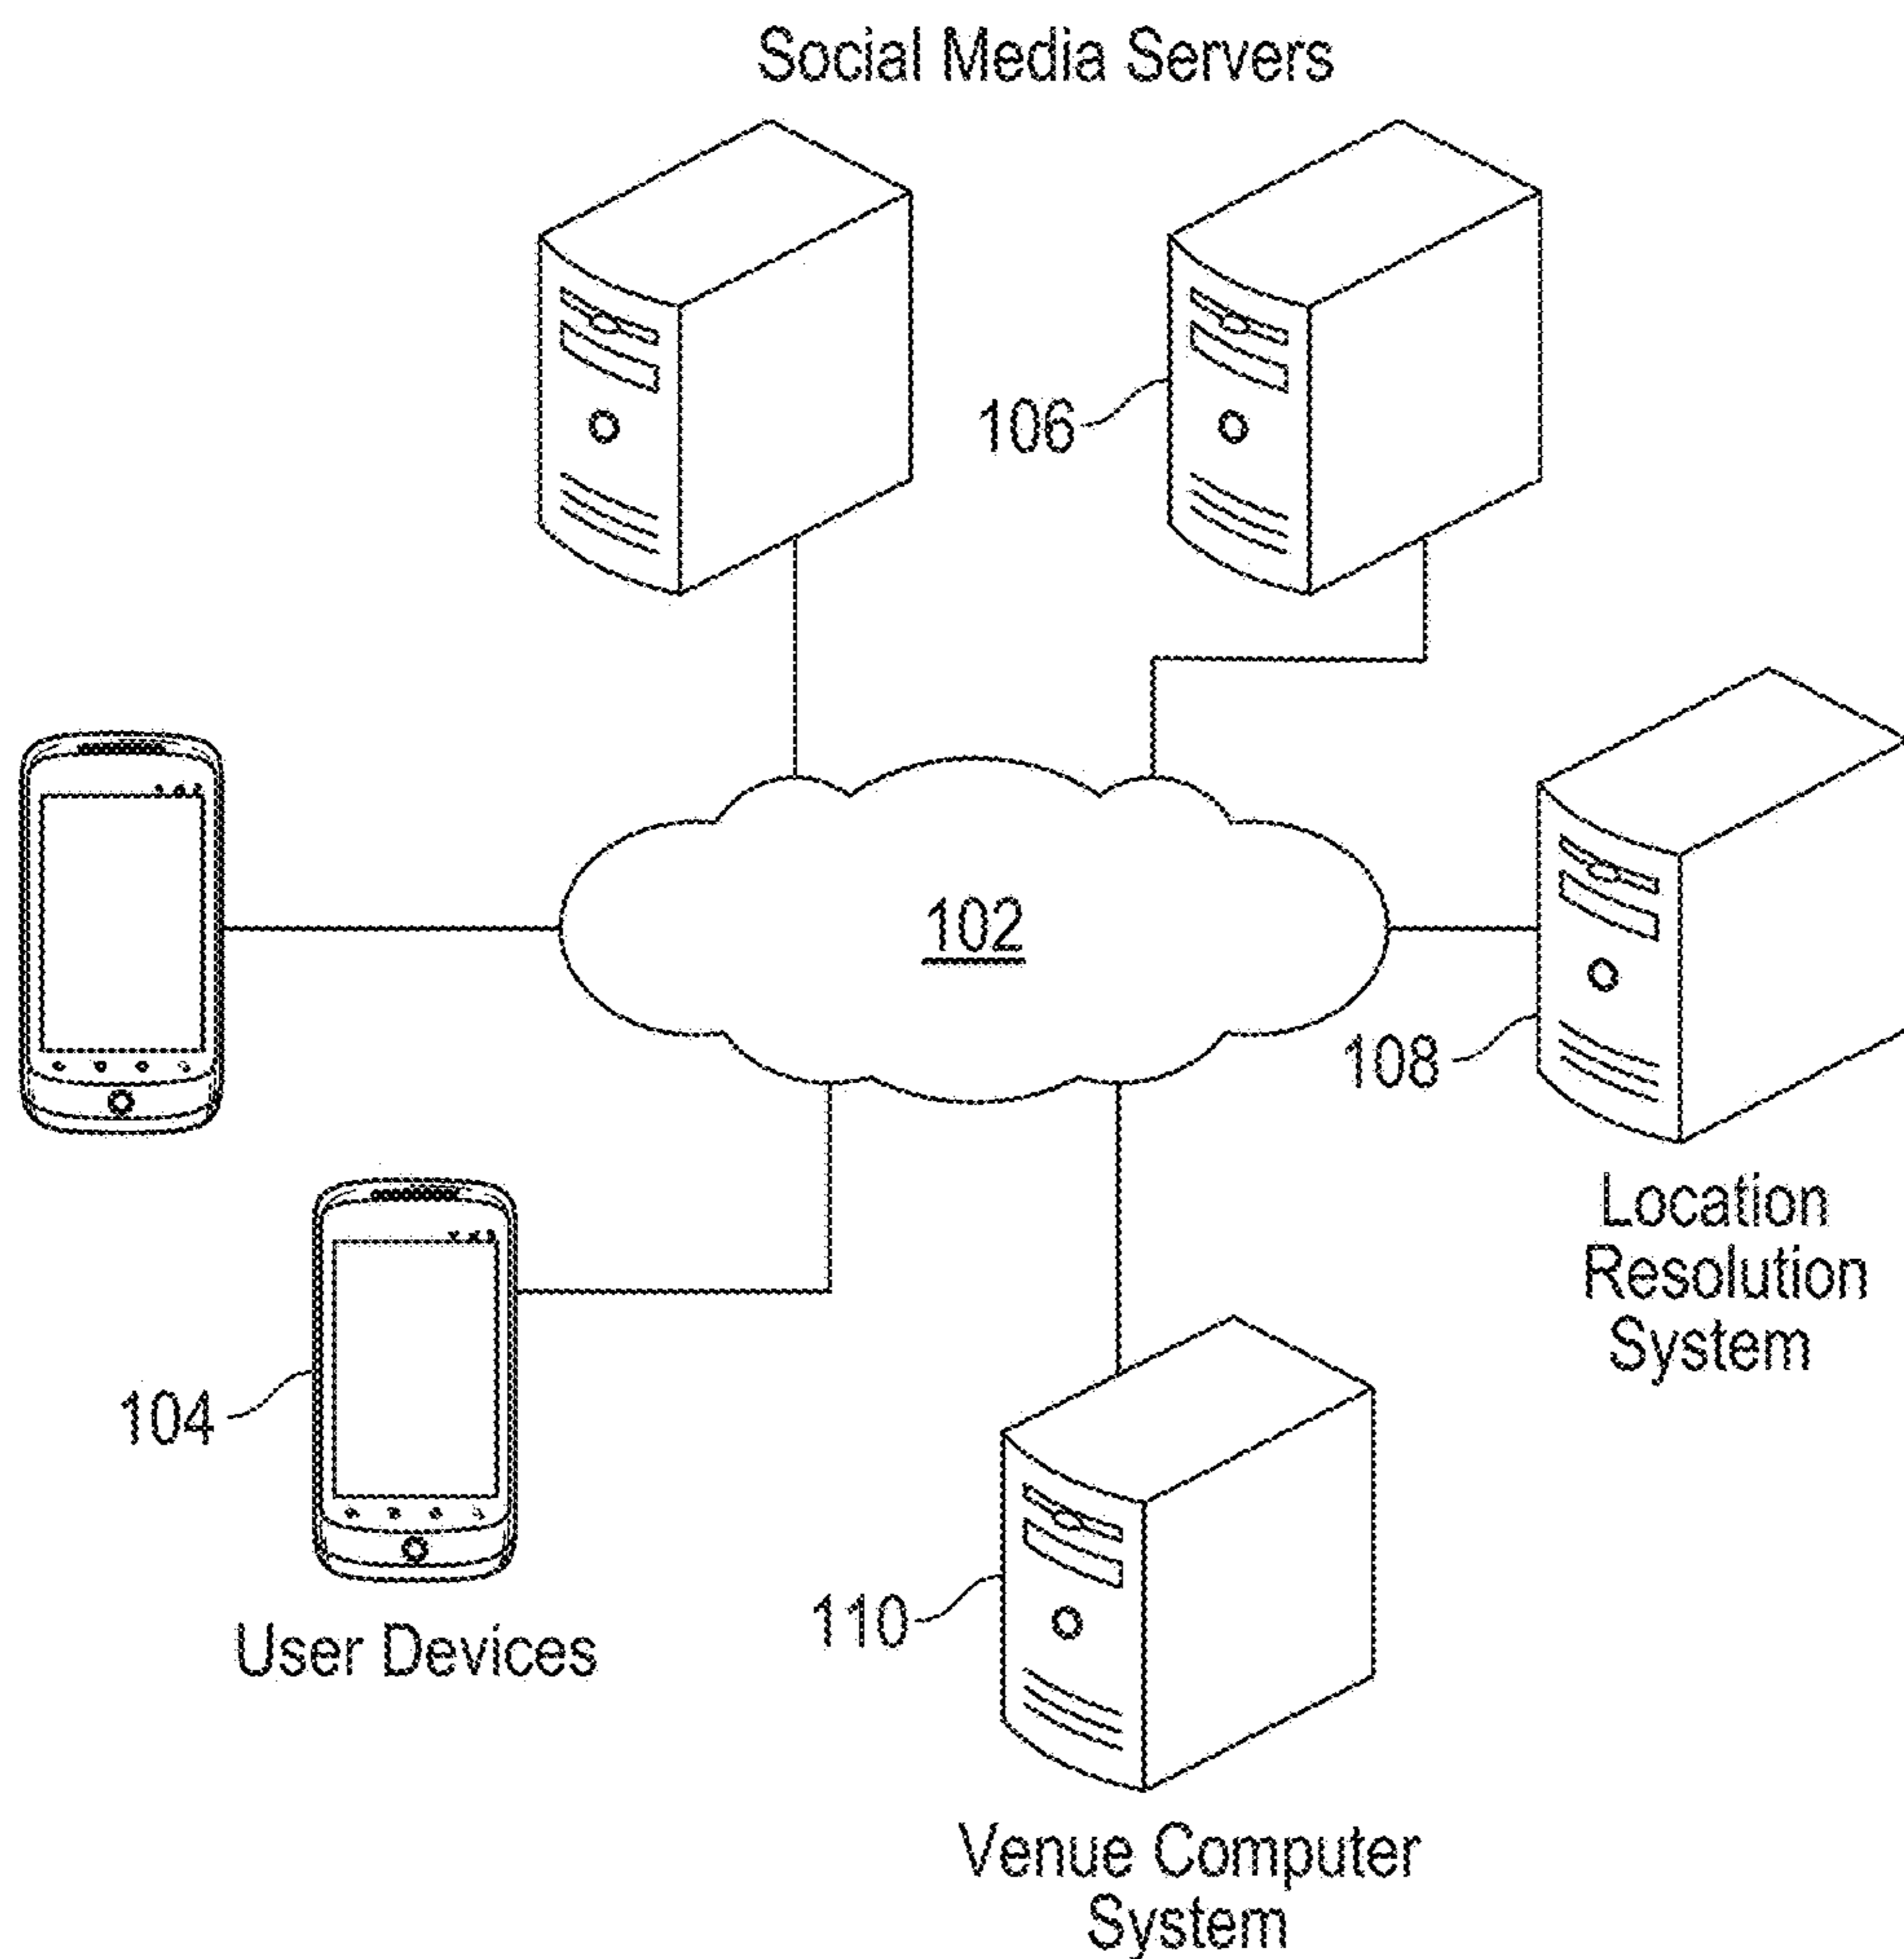 Social Media Servers
106
102
108
Location
Resolution
System
104
User Devices
110
Venue Computer
System